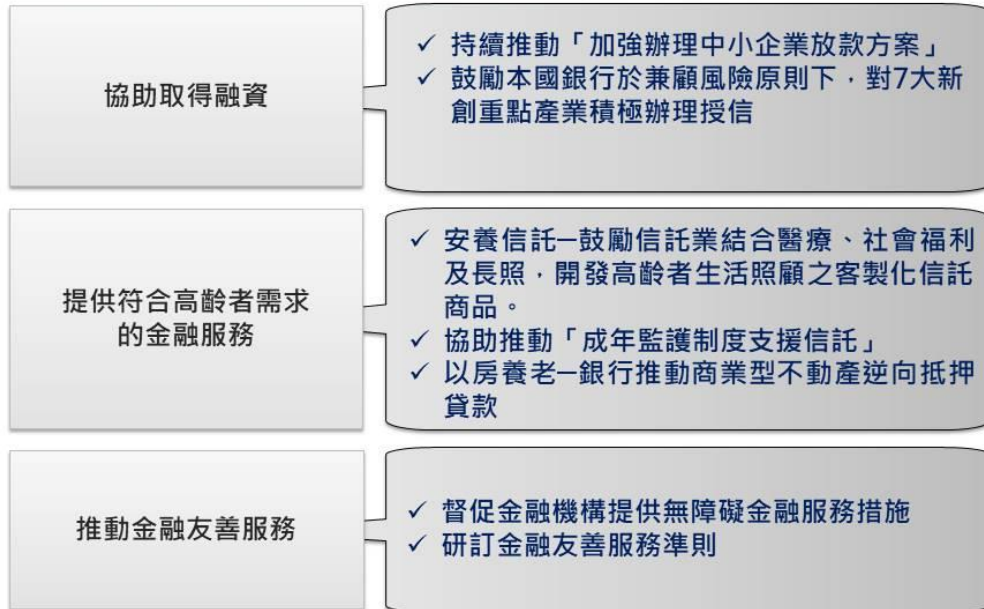 協助取得融資
✓ 持續推動「加強辦理中小企業放款方案」
✓ 鼓勵本國銀行於兼顧風險原則下，對7大新
創重點產業積極辦理授信
提供符合高齡者需求
的金融服務
✓ 安養信託─鼓勵信託業結合醫療、社會福利
及長照，開發高齡者生活照顧之客製化信託
商品。
✓ 協助推動「成年監護制度支援信託」
✓ 以房養老─銀行推動商業型不動產逆向抵押
貸款
推動金融友善服務
✓ 督促金融機構提供無障礙金融服務措施
✓ 研訂金融友善服務準則